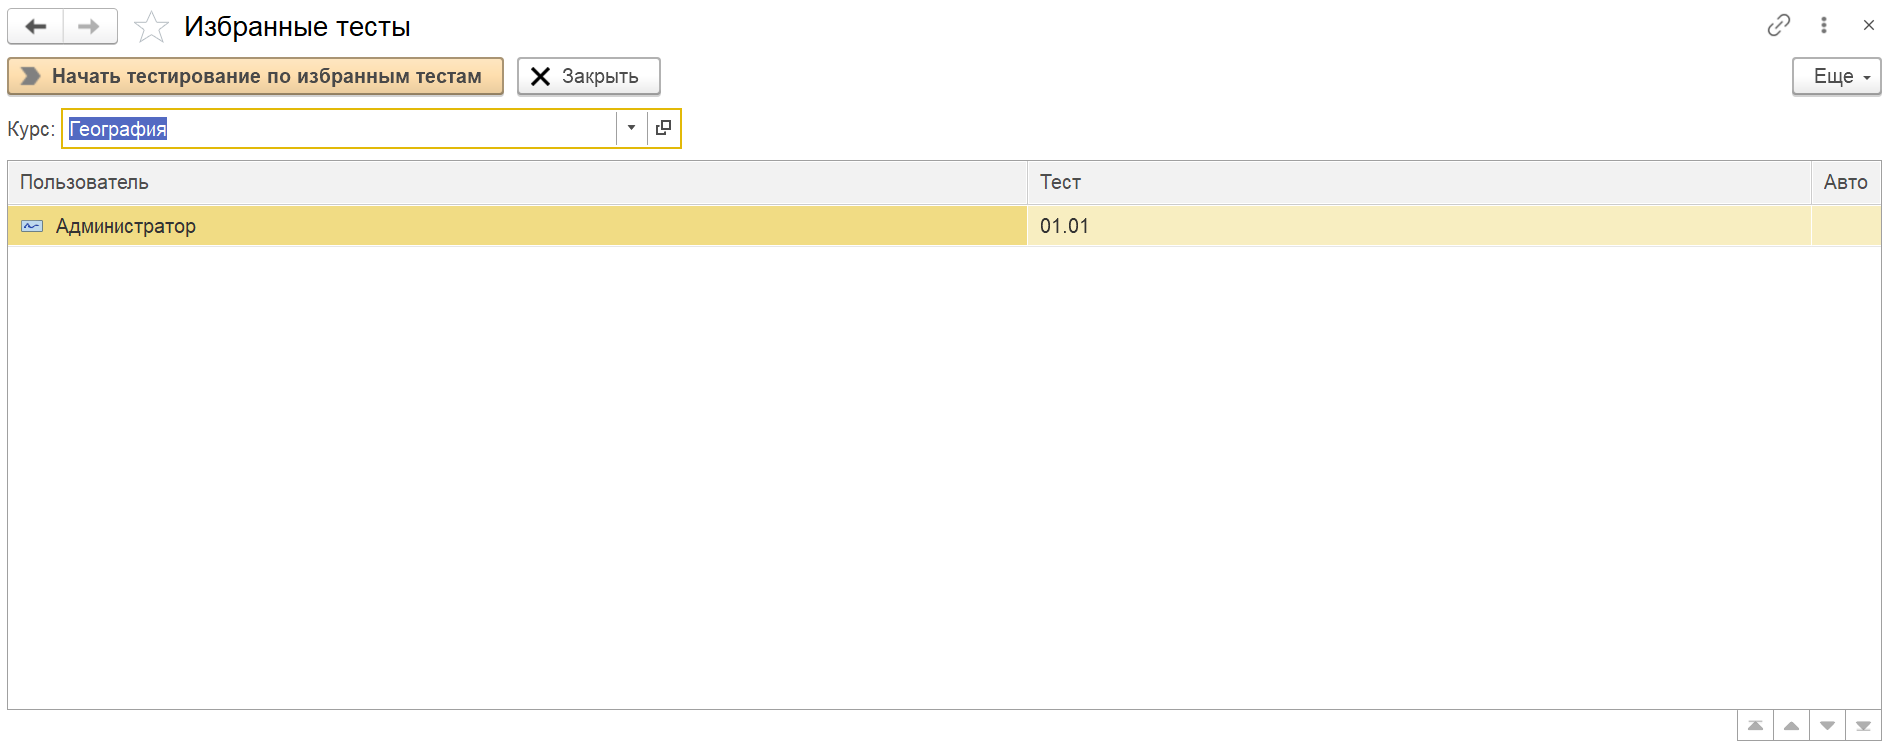 Избранные тесты
Начать тестирование по избранным тестам Закрыть Еще
Курс: География
Пользователь Тест Авто
Администратор 01.01